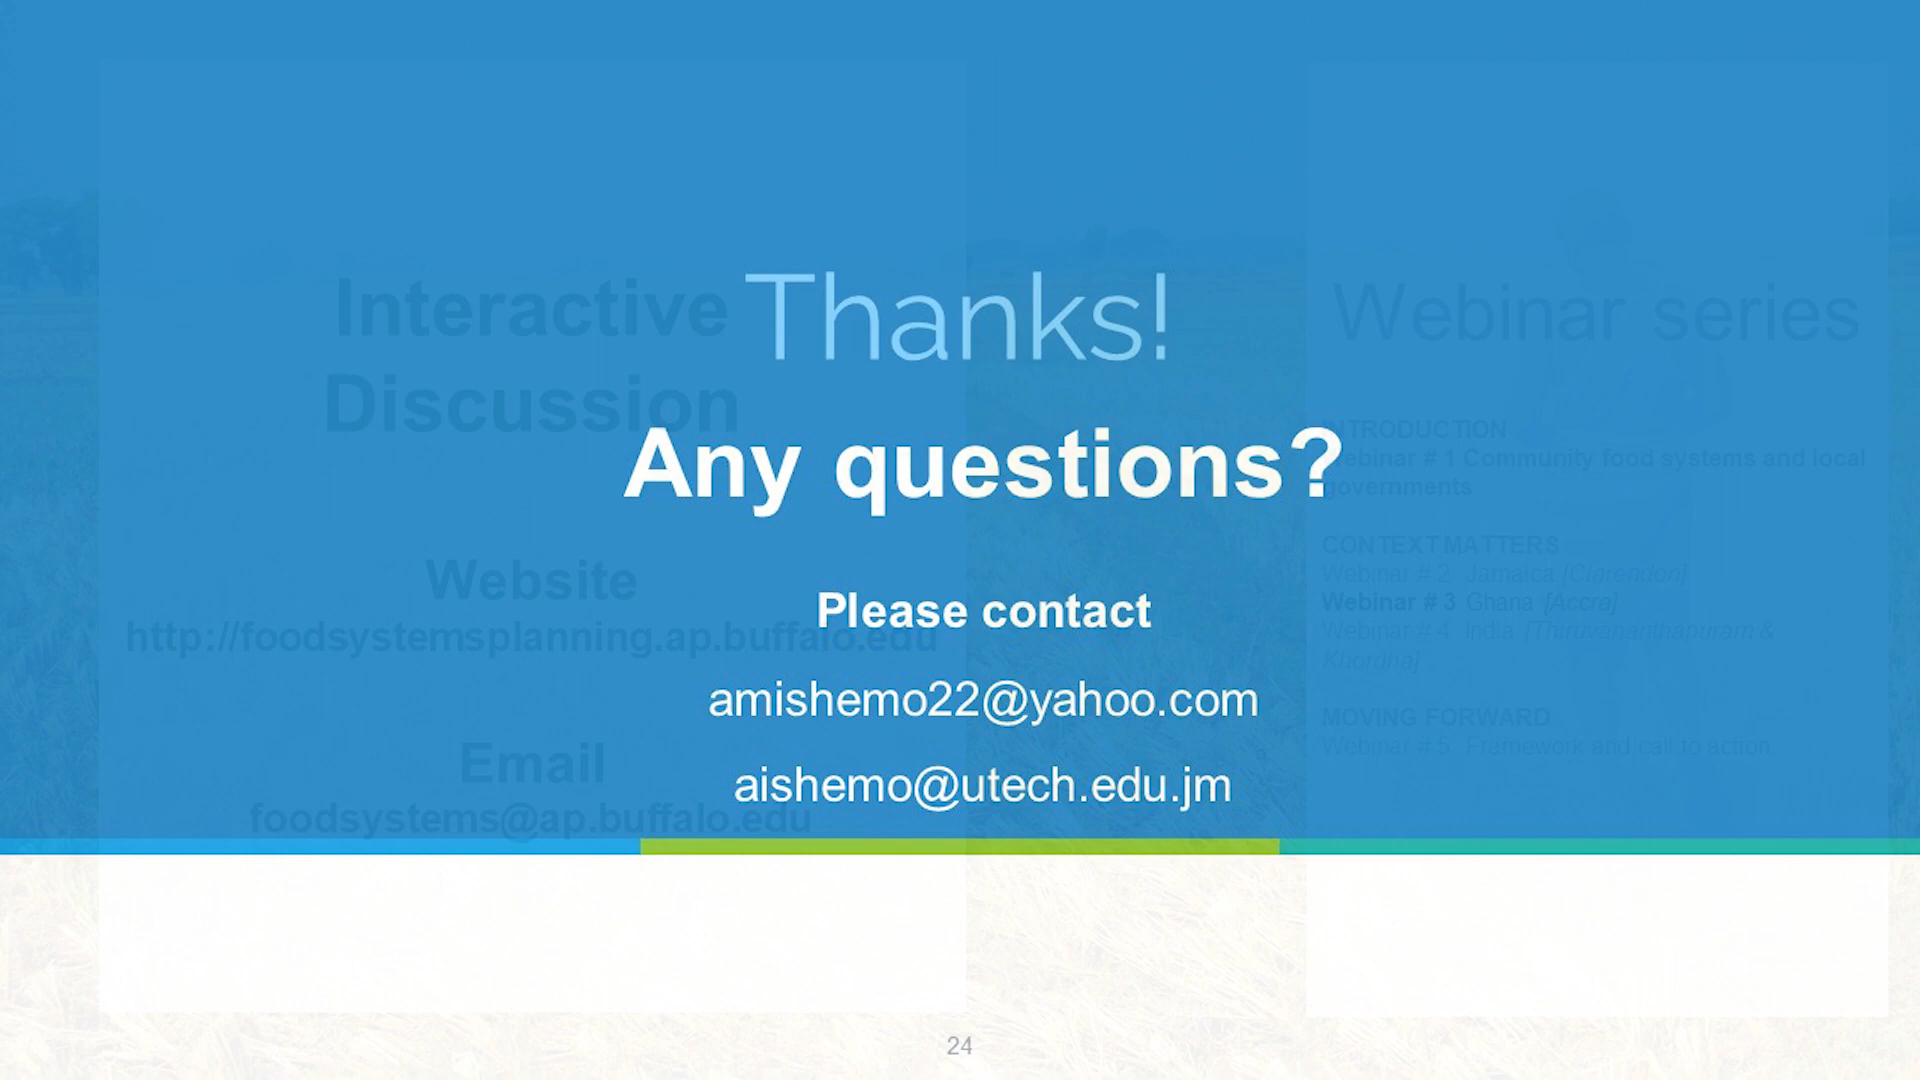 Thanks!
Any questions?
Please contact
amishemo22@yahoo.com
aishemo@utech.edu.jm
Interactive
Discussion
Website
http://foodsystemsplanning.ap.buffalo.edu
Email
foodsystems@ap.buffalo.edu
Webinar series
INTRODUCTION
Webinar # 1 Community food systems and local
governments
CONTEXT MATTERS
Webinar # 2 Jamaica [Clarendon]
Webinar # 3 Ghana [Accra]
Webinar # 4 India [Thiruvananthapuram &
Khordha]
MOVING FORWARD
Webinar # 5 Framework and call to action
24